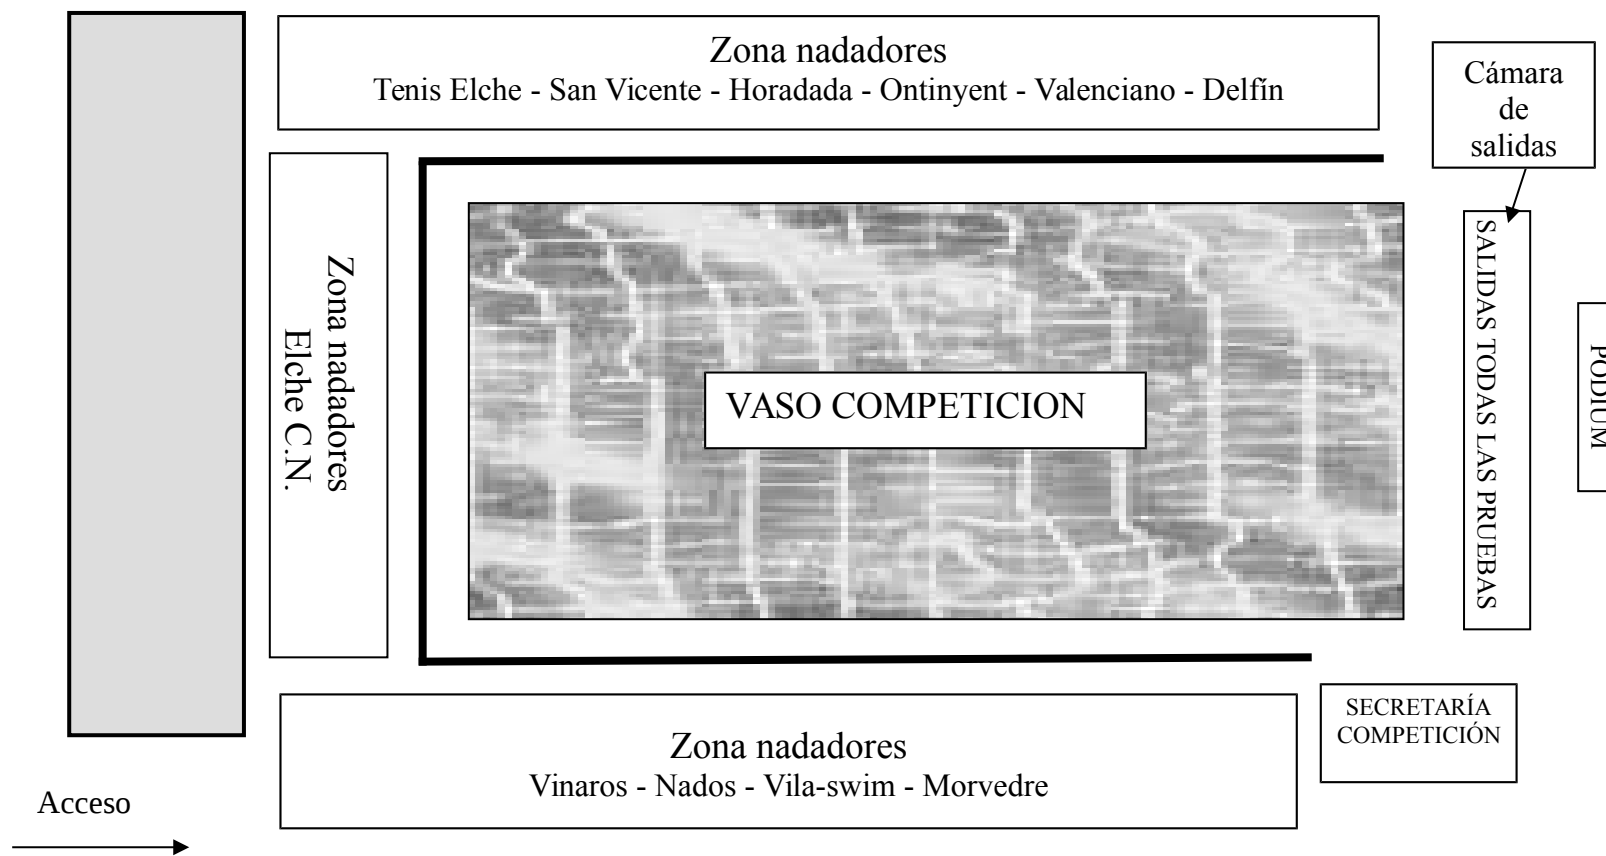 Zona nadadores
Tenis Elche - San Vicente - Horadada - Ontinyent - Valenciano - Delfín
Cámara
de
salidas
Zona nadadores
Elche C.N.
VASO COMPETICION
SALIDAS TODAS LAS PRUEBAS
PODIUM
SECRETARÍA
COMPETICIÓN
Zona nadadores
Vinaros - Nados - Vila-swim - Morvedre
Acceso